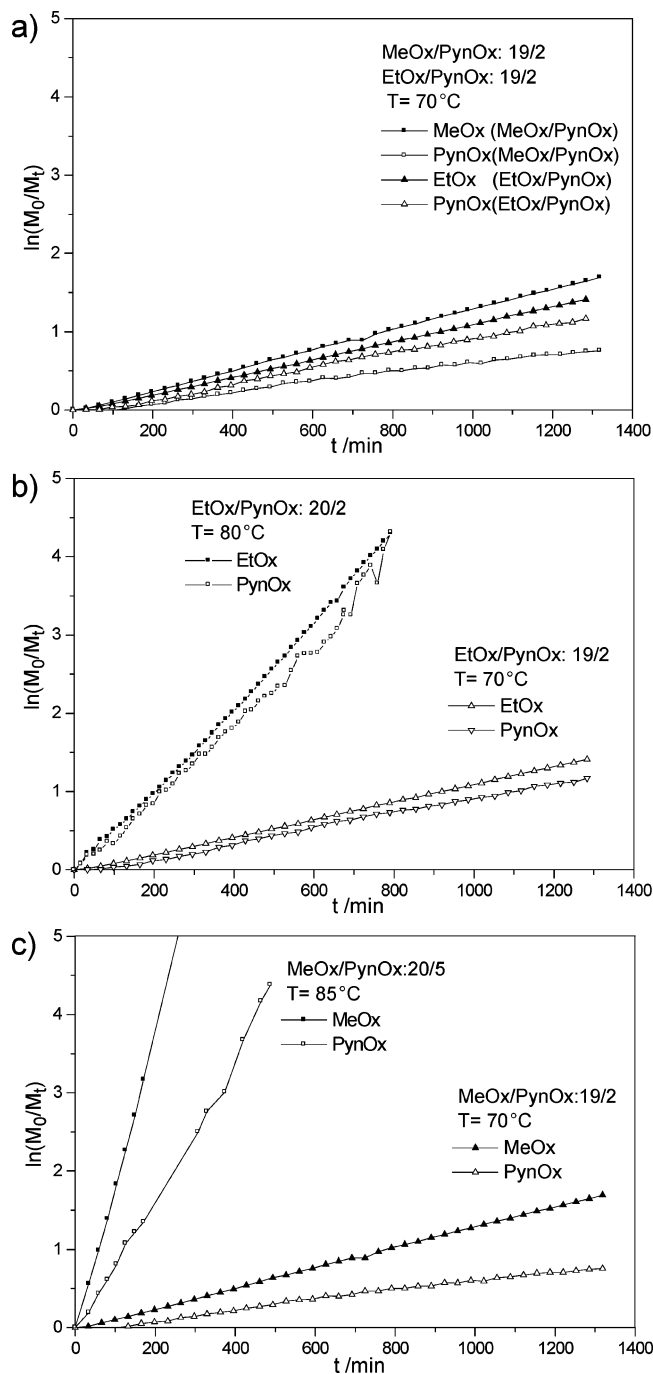 a)
5
4
3
2
1
0
ln(M₀/Mₜ)
MeOx/PynOx: 19/2
EtOx/PynOx: 19/2
T= 70°C
MeOx (MeOx/PynOx)
PynOx(MeOx/PynOx)
EtOx (EtOx/PynOx)
PynOx(EtOx/PynOx)
0 200 400 600 800 1000 1200 1400
t /min
b)
5
4
3
2
1
0
ln(M₀/Mₜ)
EtOx/PynOx: 20/2
T= 80°C
EtOx
PynOx
EtOx/PynOx: 19/2
T= 70°C
EtOx
PynOx
0 200 400 600 800 1000 1200 1400
t /min
c)
5
4
3
2
1
0
ln(M₀/Mₜ)
MeOx/PynOx:20/5
T= 85°C
MeOx
PynOx
MeOx/PynOx:19/2
T= 70°C
MeOx
PynOx
0 200 400 600 800 1000 1200 1400
t /min